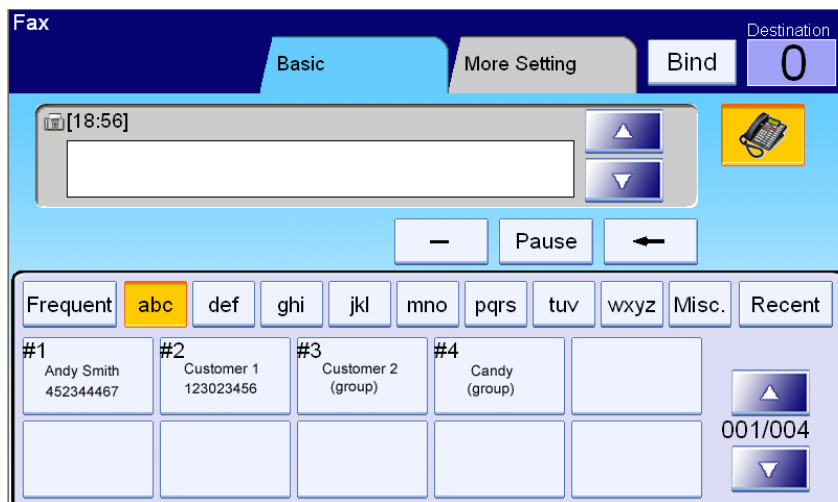 Fax
Destination
Basic
More Setting
Bind
0
[18:56]
Pause
Frequent abc def ghi jkl mno pqrs tuv wxyz Misc. Recent
#1
Andy Smith
452344467
#2
Customer 1
123023456
#3
Customer 2
(group)
#4
Candy
(group)
001/004